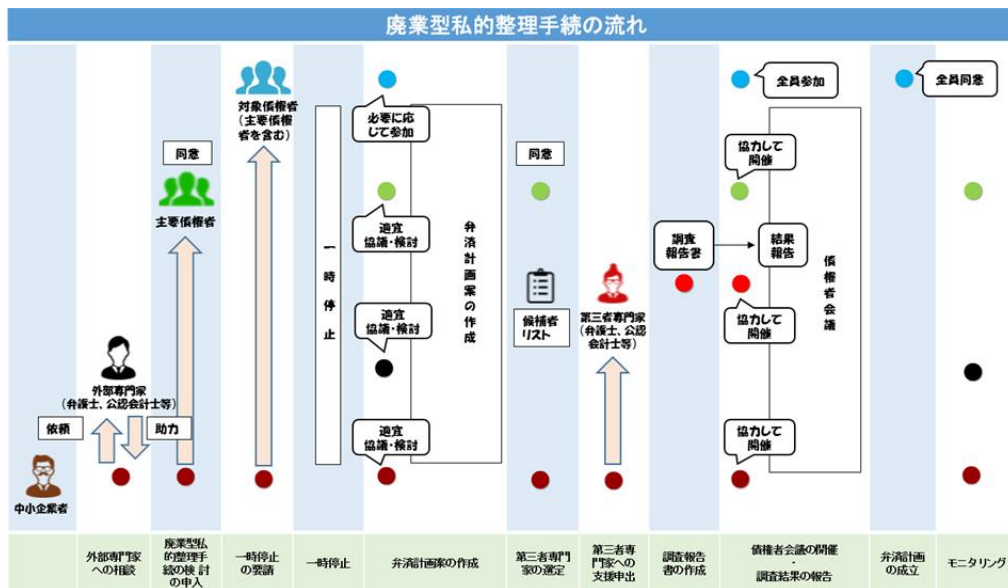 廃業型私的整理手続の流れ
対象債権者
（主要債権
者を含む）
必要に応
じて参加
全員参加
全員同意
同意
主要債権者
同意
協力して
開催
適宜
協議・検討
調査
報告書
結果
報告
一時停止
弁済計画案の作成
債権者会議
候補者
リスト
第三者専門家
（弁護士、公認
会計士等）
適宜
協議・検討
協力して
開催
外部専門家
（弁護士、公認会計士等）
依頼
助力
適宜
協議・検討
協力して
開催
中小企業者
外部専門家
への相談
廃業型私
的整理手
続の検 討
の申入
一時停止
の要請
一時停止
弁済計画案の作成
第三者専門
家の選定
第三者専
門家への
支援申出
調査報告
書の作成
債権者会議の開催
・
調査結果の報告
弁済計画
の成立
モニタリング